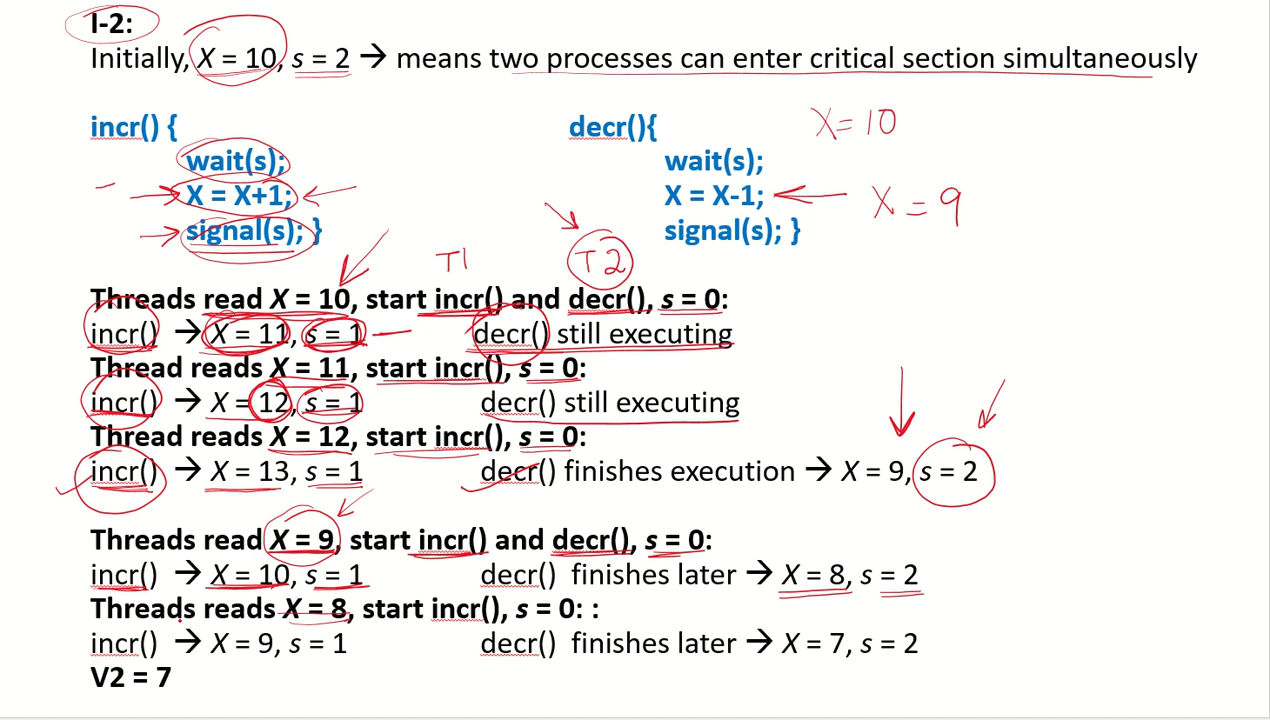 I-2:
Initially, X = 10, s = 2 → means two processes can enter critical section simultaneously
incr() {
wait(s);
X = X+1;
signal(s); }
decr(){
wait(s);
X = X-1;
signal(s); }
X = 10
X = 9
T1
T2
Threads read X = 10, start incr() and decr(), s = 0:
incr() → X = 11, s = 1 decr() still executing
Thread reads X = 11, start incr(), s = 0:
incr() → X = 12, s = 1 decr() still executing
Thread reads X = 12, start incr(), s = 0:
incr() → X = 13, s = 1 decr() finishes execution → X = 9, s = 2
Threads read X = 9, start incr() and decr(), s = 0:
incr() → X = 10, s = 1 decr() finishes later → X = 8, s = 2
Threads reads X = 8, start incr(), s = 0: :
incr() → X = 9, s = 1 decr() finishes later → X = 7, s = 2
V2 = 7